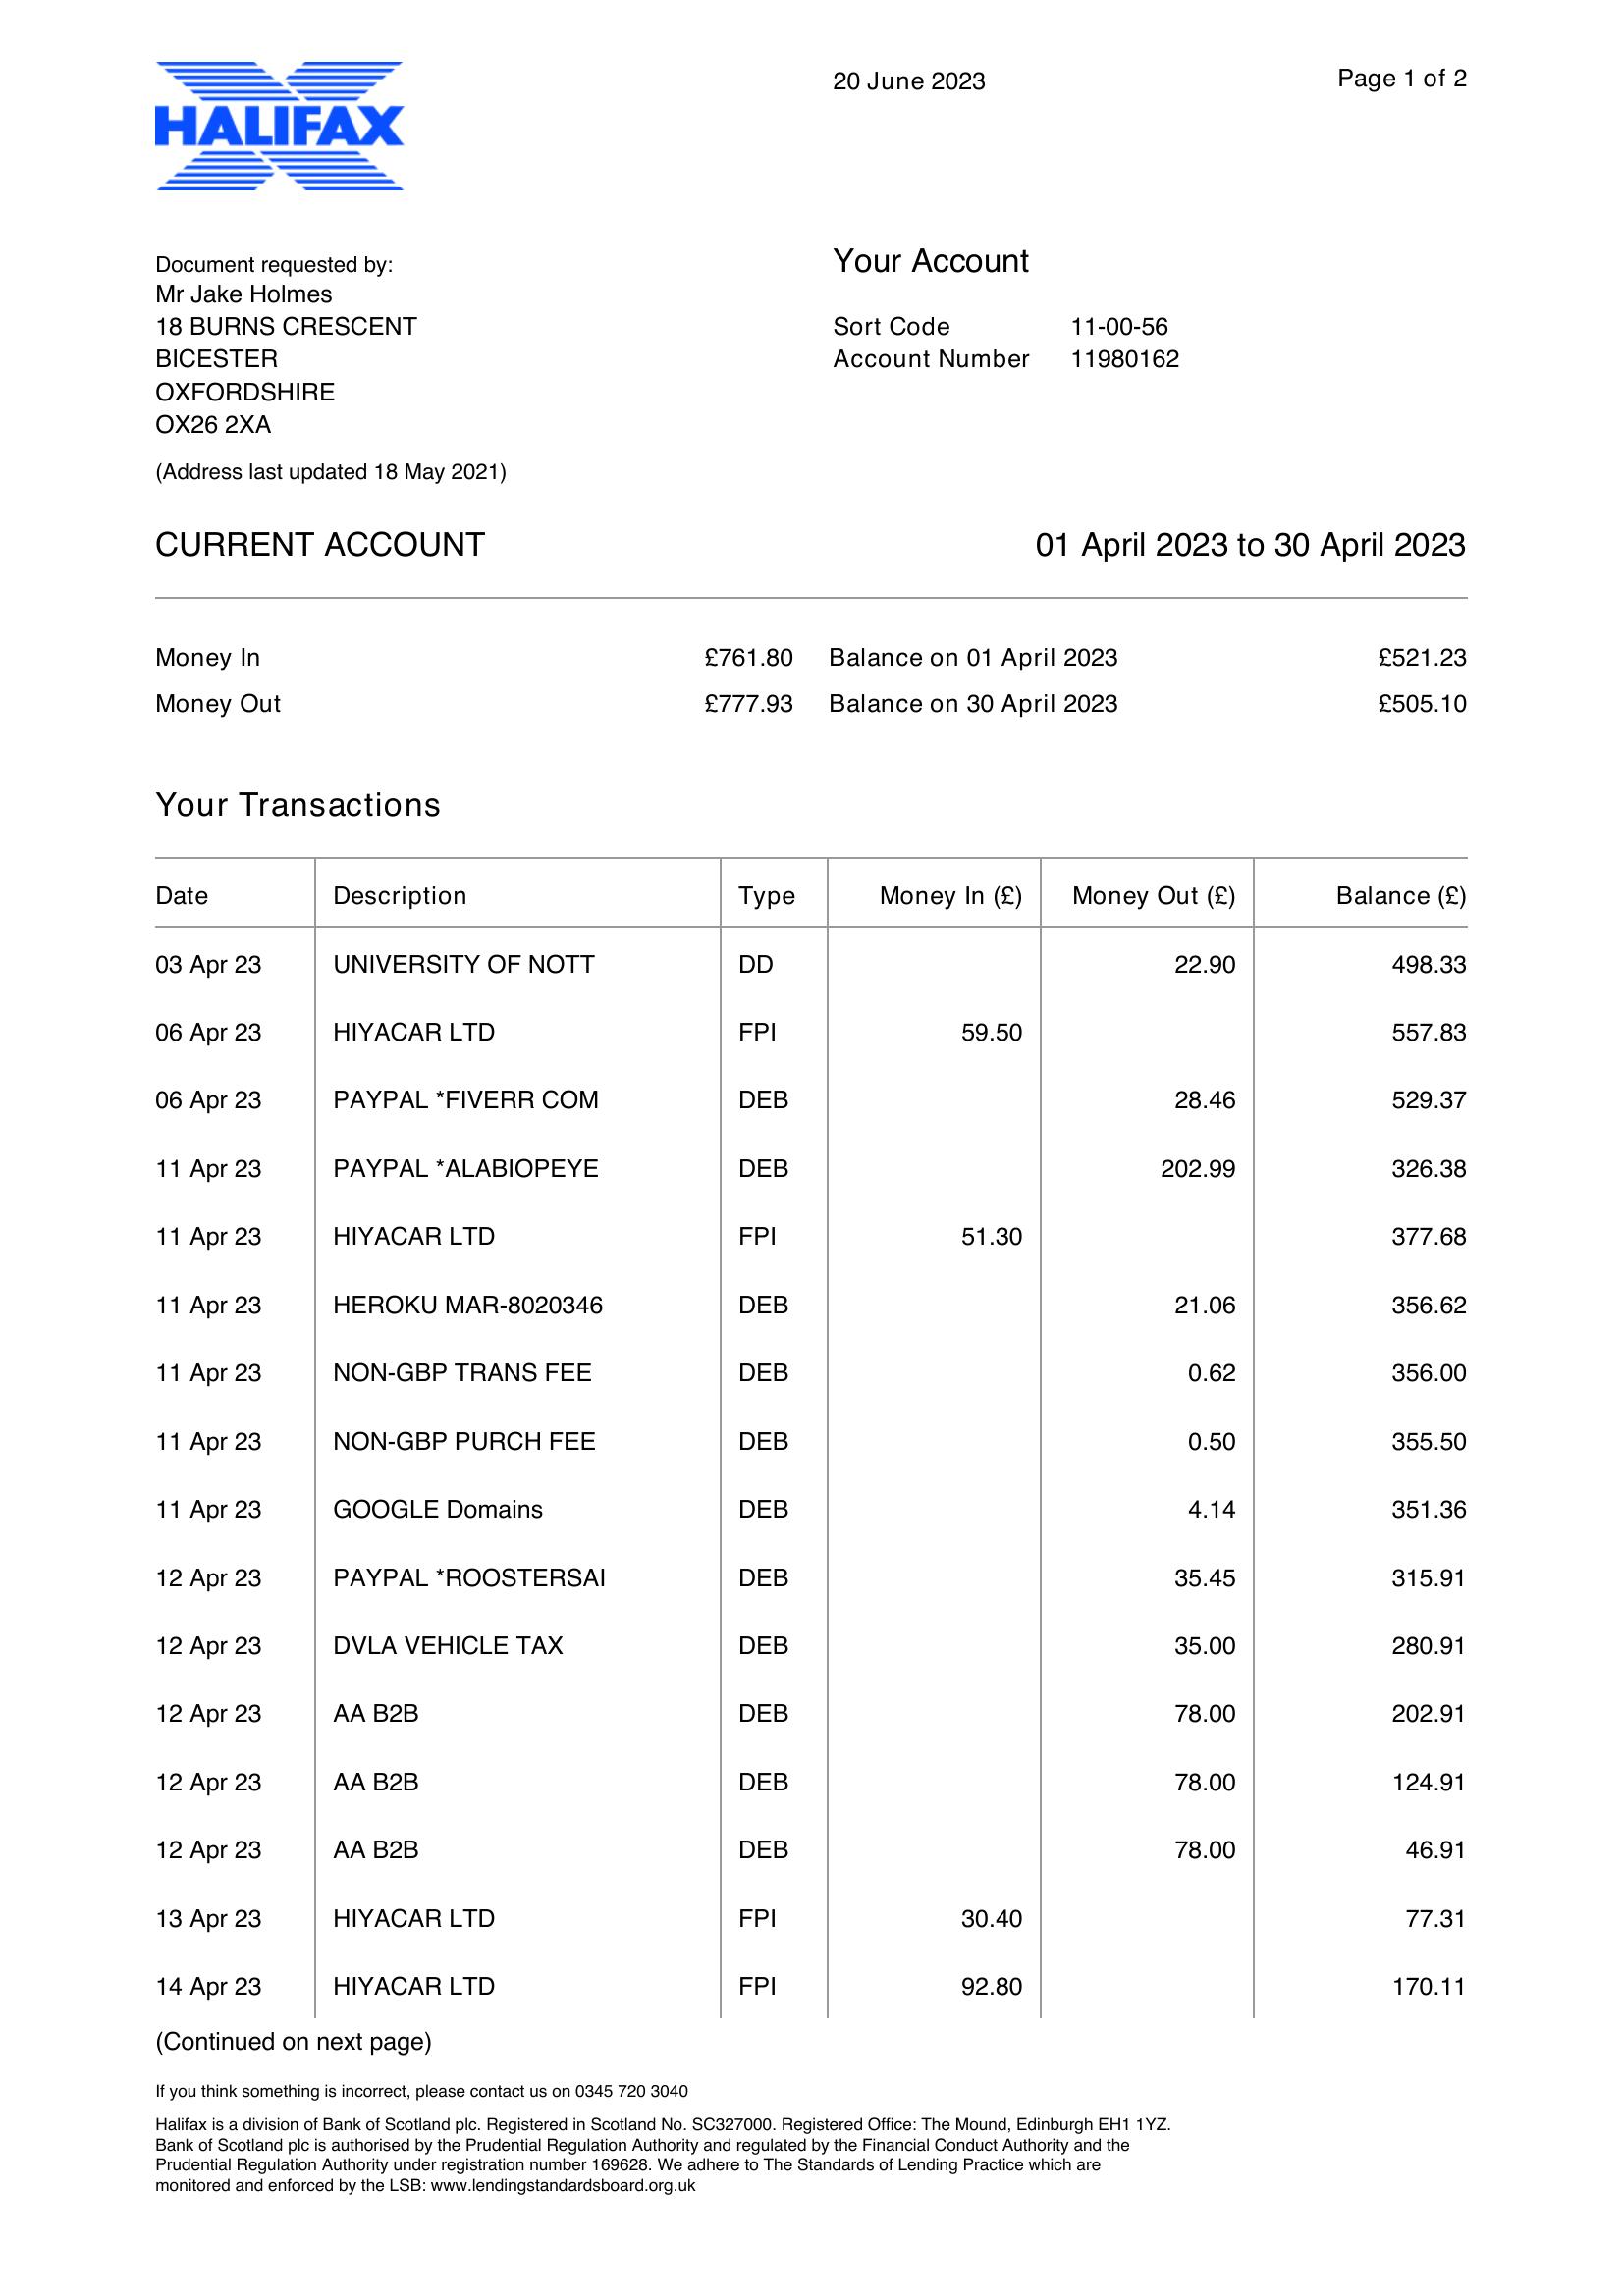 HALIFAX
20 June 2023
Page 1 of 2
Document requested by:
Mr Jake Holmes
18 BURNS CRESCENT
BICESTER
OXFORDSHIRE
OX26 2XA
(Address last updated 18 May 2021)
Your Account
Sort Code 11-00-56
Account Number 11980162
CURRENT ACCOUNT 01 April 2023 to 30 April 2023
Money In £761.80 Balance on 01 April 2023 £521.23
Money Out £777.93 Balance on 30 April 2023 £505.10
Your Transactions
Date Description Type Money In (£) Money Out (£) Balance (£)
03 Apr 23 UNIVERSITY OF NOTT DD 22.90 498.33
06 Apr 23 HIYACAR LTD FPI 59.50 557.83
06 Apr 23 PAYPAL *FIVERR COM DEB 28.46 529.37
11 Apr 23 PAYPAL *ALABIOPEYE DEB 202.99 326.38
11 Apr 23 HIYACAR LTD FPI 51.30 377.68
11 Apr 23 HEROKU MAR-8020346 DEB 21.06 356.62
11 Apr 23 NON-GBP TRANS FEE DEB 0.62 356.00
11 Apr 23 NON-GBP PURCH FEE DEB 0.50 355.50
11 Apr 23 GOOGLE Domains DEB 4.14 351.36
12 Apr 23 PAYPAL *ROOSTERSAI DEB 35.45 315.91
12 Apr 23 DVLA VEHICLE TAX DEB 35.00 280.91
12 Apr 23 AA B2B DEB 78.00 202.91
12 Apr 23 AA B2B DEB 78.00 124.91
12 Apr 23 AA B2B DEB 78.00 46.91
13 Apr 23 HIYACAR LTD FPI 30.40 77.31
14 Apr 23 HIYACAR LTD FPI 92.80 170.11
(Continued on next page)
If you think something is incorrect, please contact us on 0345 720 3040
Halifax is a division of Bank of Scotland plc. Registered in Scotland No. SC327000. Registered Office: The Mound, Edinburgh EH1 1YZ.
Bank of Scotland plc is authorised by the Prudential Regulation Authority and regulated by the Financial Conduct Authority and the
Prudential Regulation Authority under registration number 169628. We adhere to The Standards of Lending Practice which are
monitored and enforced by the LSB: www.lendingstandardsboard.org.uk